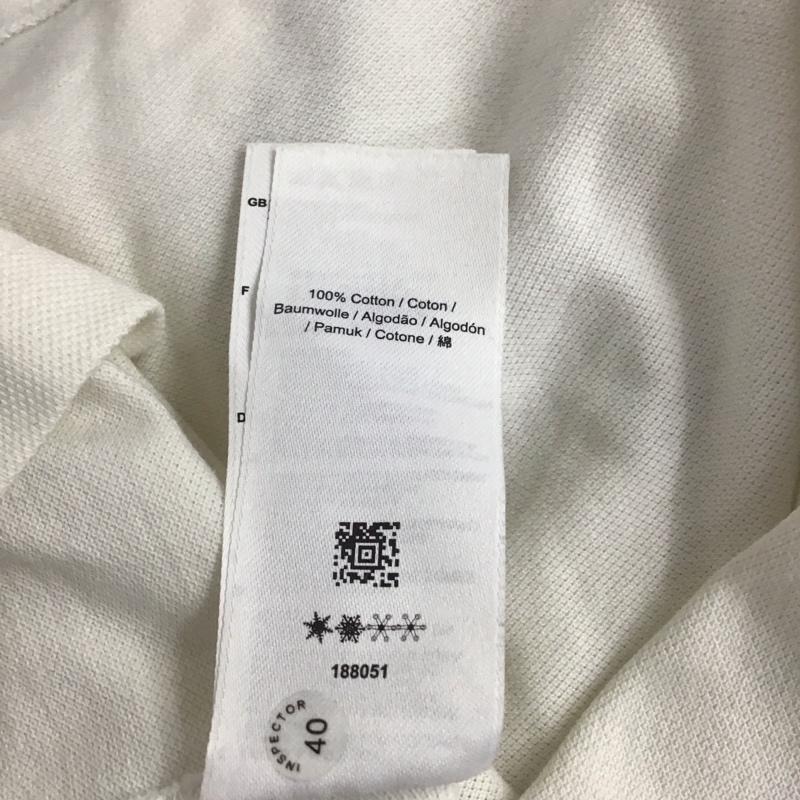 GB
F
D
100% Cotton / Coton /
Baumwolle / Algodão / Algodón
/ Pamuk / Cotone / 綿
188051
INSPECTOR
40